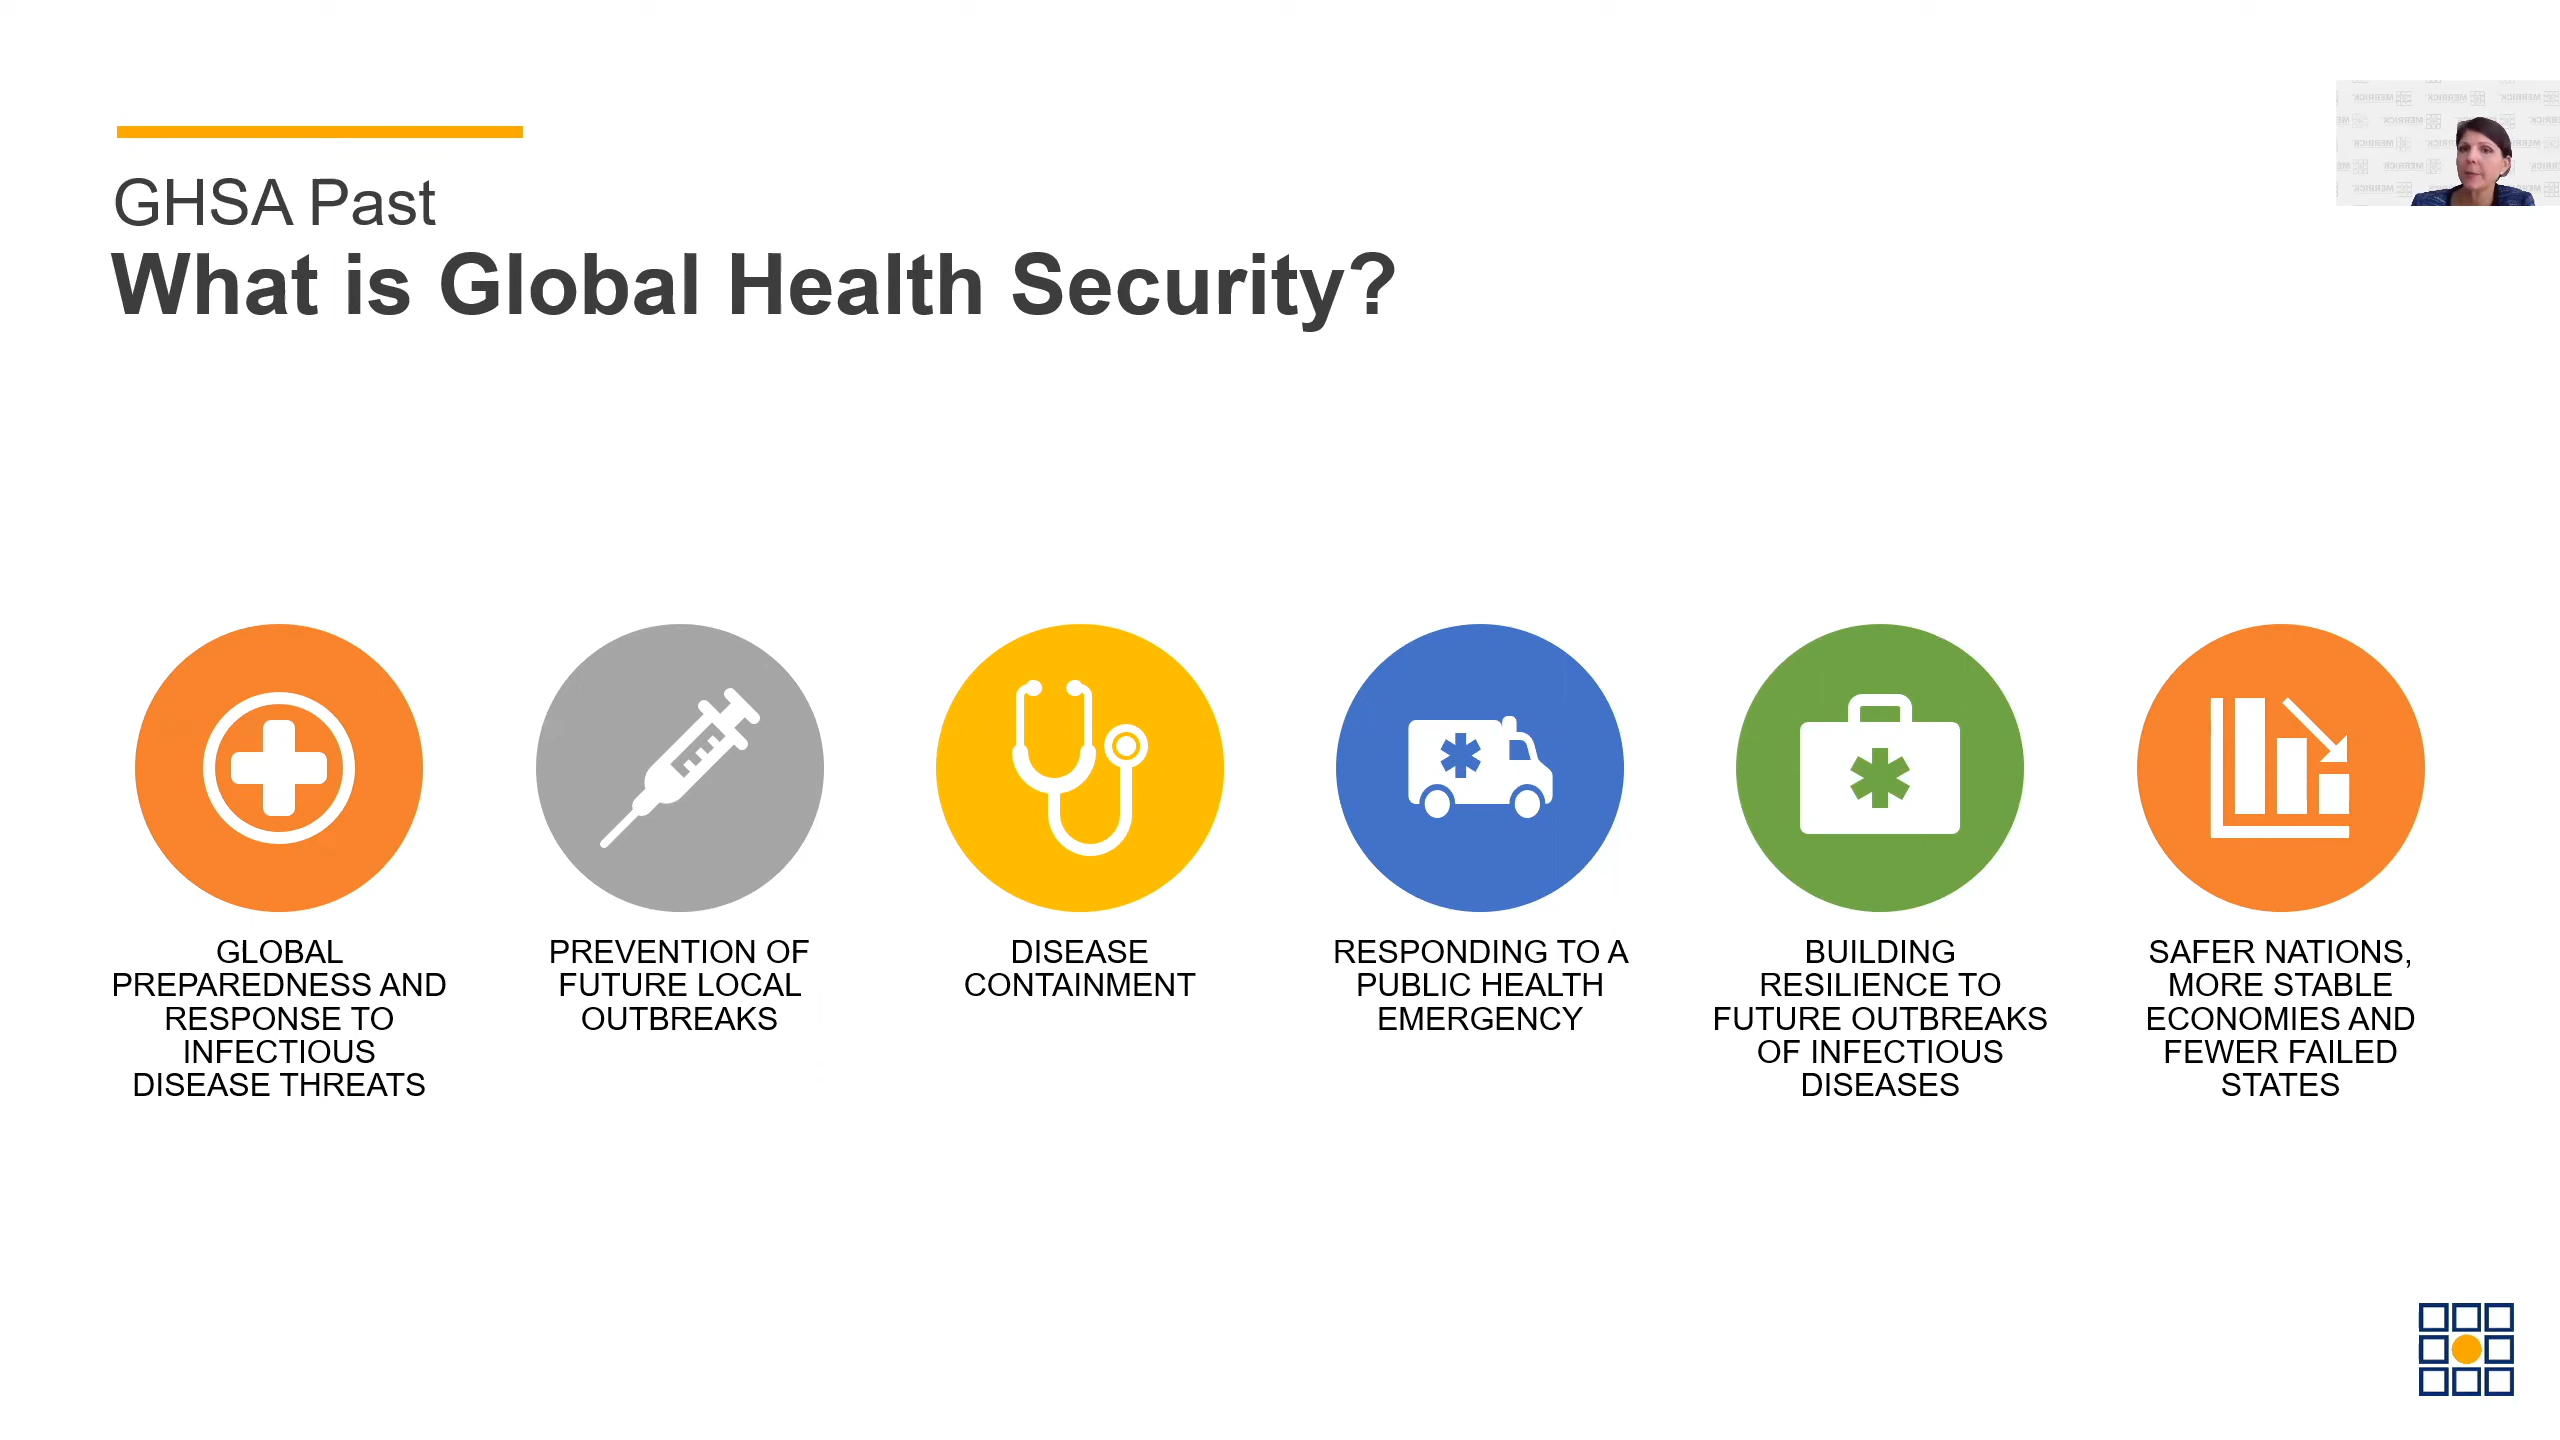 GHSA Past
What is Global Health Security?
GLOBAL
PREPAREDNESS AND
RESPONSE TO
INFECTIOUS
DISEASE THREATS
PREVENTION OF
FUTURE LOCAL
OUTBREAKS
DISEASE
CONTAINMENT
RESPONDING TO A
PUBLIC HEALTH
EMERGENCY
BUILDING
RESILIENCE TO
FUTURE OUTBREAKS
OF INFECTIOUS
DISEASES
SAFER NATIONS,
MORE STABLE
ECONOMIES AND
FEWER FAILED
STATES